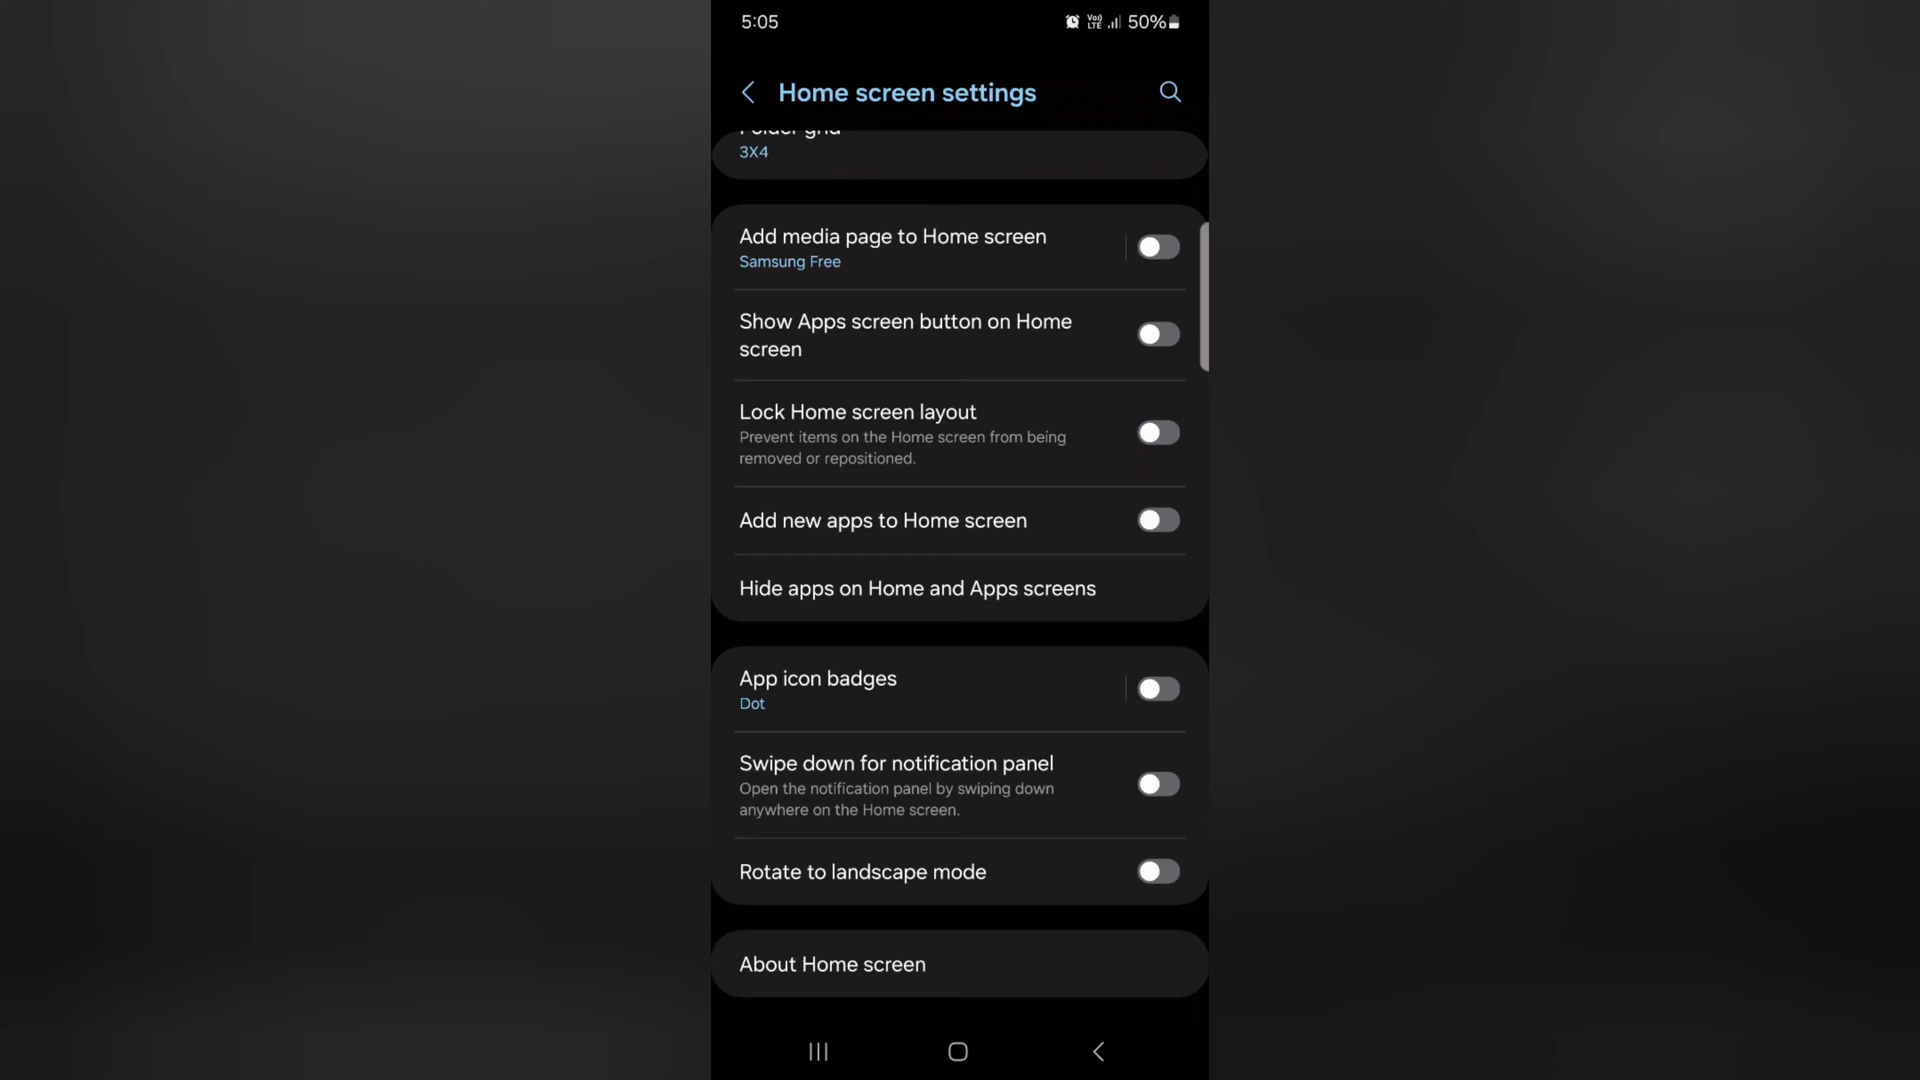 5:05
Vo) LTE 50%
Home screen settings
Folder grid
3X4
Add media page to Home screen
Samsung Free
Show Apps screen button on Home
screen
Lock Home screen layout
Prevent items on the Home screen from being
removed or repositioned.
Add new apps to Home screen
Hide apps on Home and Apps screens
App icon badges
Dot
Swipe down for notification panel
Open the notification panel by swiping down
anywhere on the Home screen.
Rotate to landscape mode
About Home screen